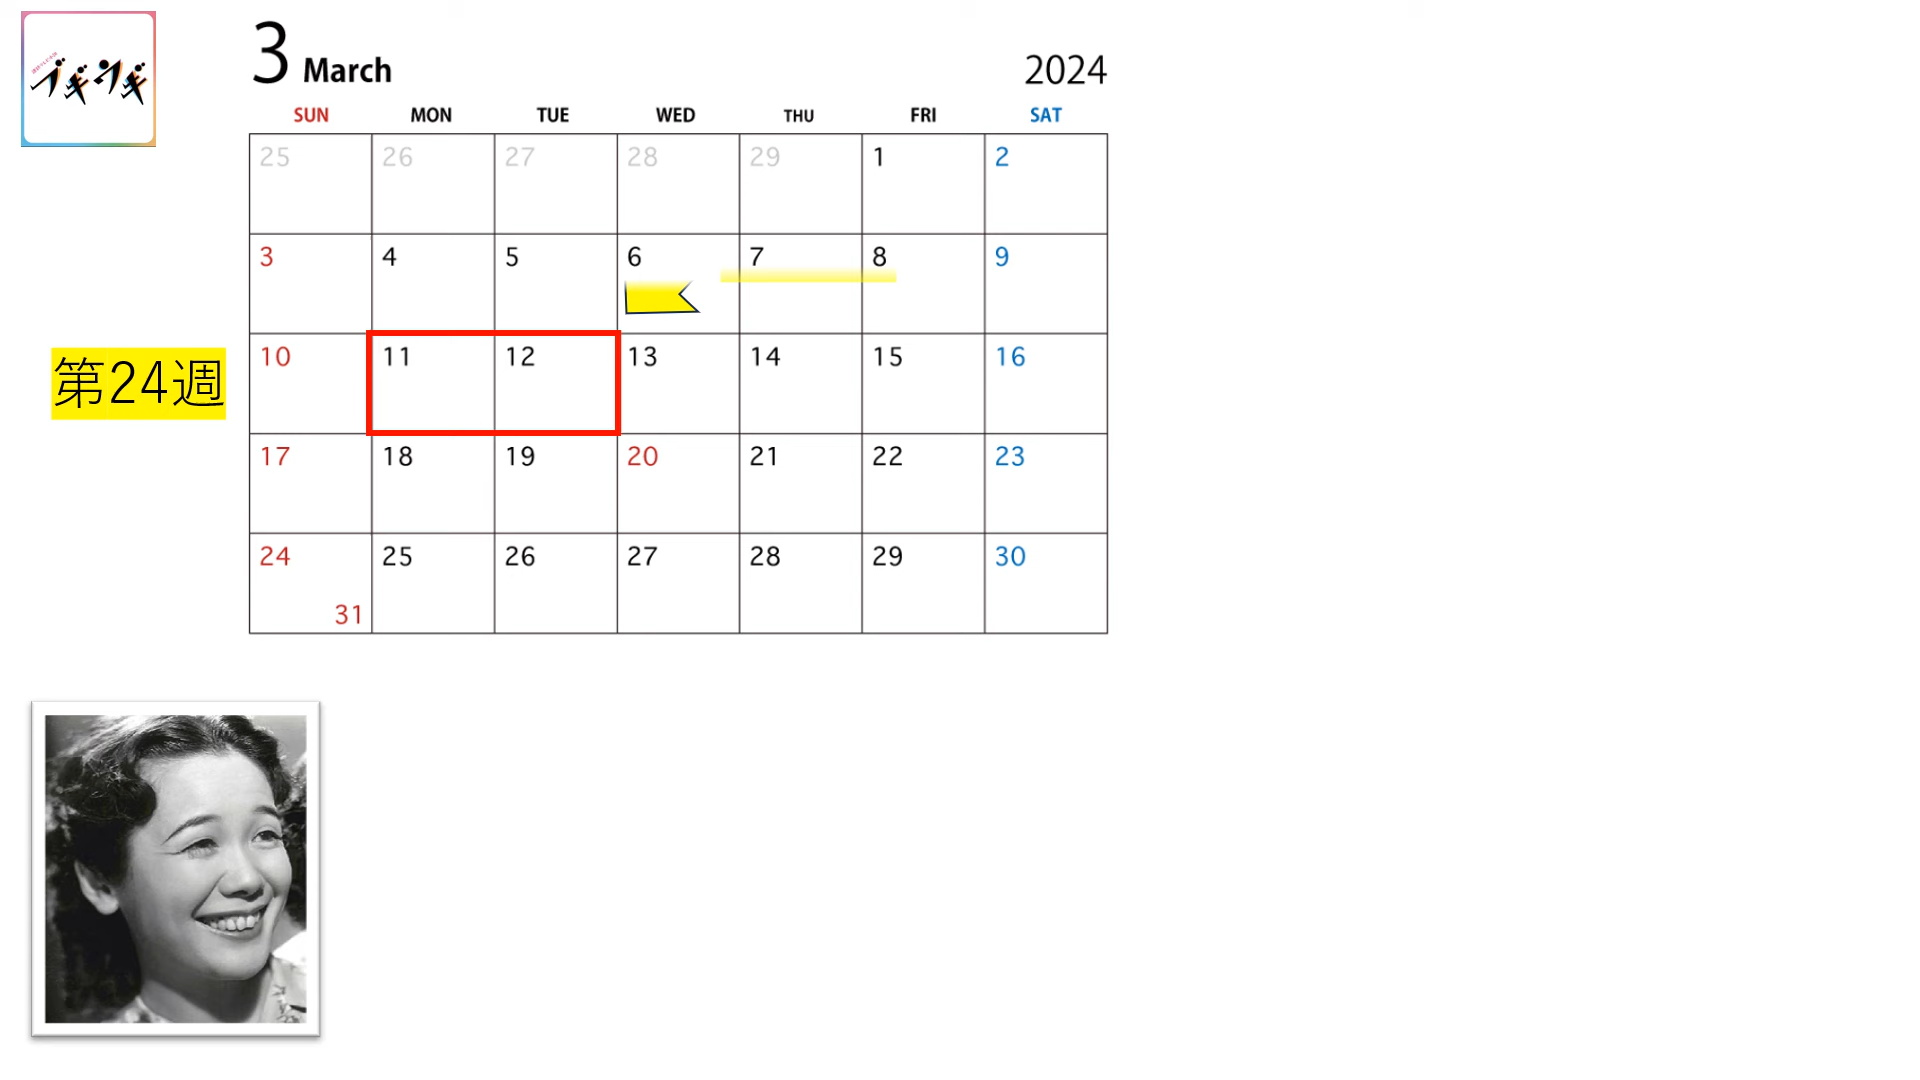 ブギウギ
3 March 2024
SUN MON TUE WED THU FRI SAT
25 26 27 28 29 1 2
3 4 5 6 7 8 9
第24週
10 11 12 13 14 15 16
17 18 19 20 21 22 23
24 25 26 27 28 29 30
31